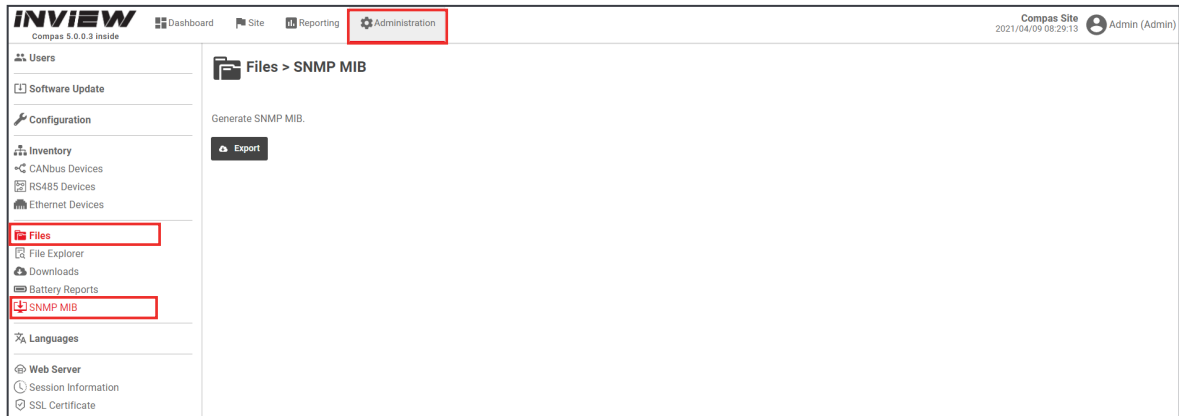 INVIEW
Compas 5.0.0.3 inside
Dashboard
Site
Reporting
Administration
Compas Site
2021/04/09 08:29:13
Admin (Admin)
Users
Software Update
Configuration
Inventory
CANbus Devices
RS485 Devices
Ethernet Devices
Files
File Explorer
Downloads
Battery Reports
SNMP MIB
Languages
Web Server
Session Information
SSL Certificate
Files > SNMP MIB
Generate SNMP MIB.
Export